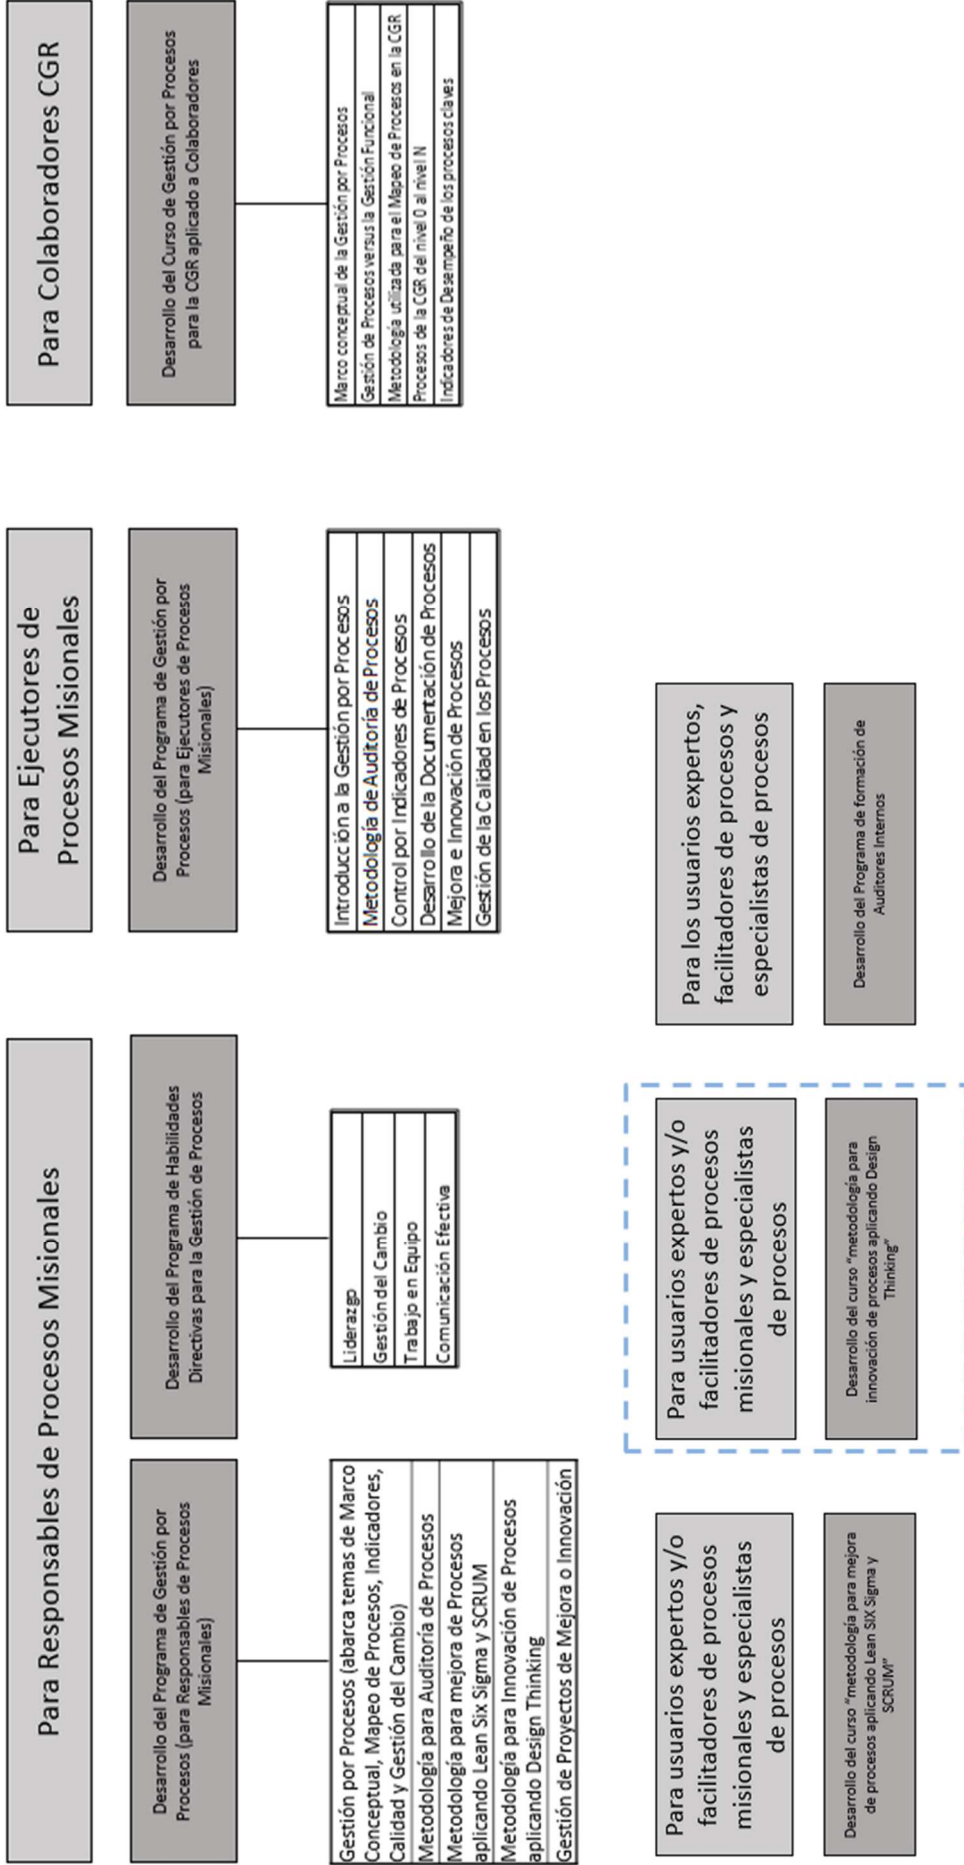 Para Responsables de Procesos Misionales
Desarrollo del Programa de Gestión por
Procesos (para Responsables de Procesos
Misionales)
Gestión por Procesos (abarca temas de Marco
Conceptual, Mapeo de Procesos, Indicadores,
Calidad y Gestión del Cambio)
Metodología para Auditoría de Procesos
Metodología para mejora de Procesos
aplicando Lean Six Sigma y SCRUM
Metodología para Innovación de Procesos
aplicando Design Thinking
Gestión de Proyectos de Mejora o Innovación
Desarrollo del Programa de Habilidades
Directivas para la Gestión de Procesos
Liderazgo
Gestión del Cambio
Trabajo en Equipo
Comunicación Efectiva
Para Ejecutores de
Procesos Misionales
Desarrollo del Programa de Gestión por
Procesos (para Ejecutores de Procesos
Misionales)
Introducción a la Gestión por Procesos
Metodología de Auditoría de Procesos
Control por Indicadores de Procesos
Desarrollo de la Documentación de Procesos
Mejora e Innovación de Procesos
Gestión de la Calidad en los Procesos
Para Colaboradores CGR
Desarrollo del Curso de Gestión por Procesos
para la CGR aplicado a Colaboradores
Marco conceptual de la Gestión por Procesos
Gestión de Procesos versus la Gestión Funcional
Metodología utilizada para el Mapeo de Procesos en la CGR
Procesos de la CGR del nivel 0 al nivel N
Indicadores de Desempeño de los procesos claves
Para usuarios expertos y/o
facilitadores de procesos
misionales y especialistas
de procesos
Desarrollo del curso "metodología para mejora
de procesos aplicando Lean SIX Sigma y
SCRUM"
Para usuarios expertos y/o
facilitadores de procesos
misionales y especialistas
de procesos
Desarrollo del curso "metodología para
innovación de procesos aplicando Design
Thinking"
Para los usuarios expertos,
facilitadores de procesos y
especialistas de procesos
Desarrollo del Programa de formación de
Auditores Internos